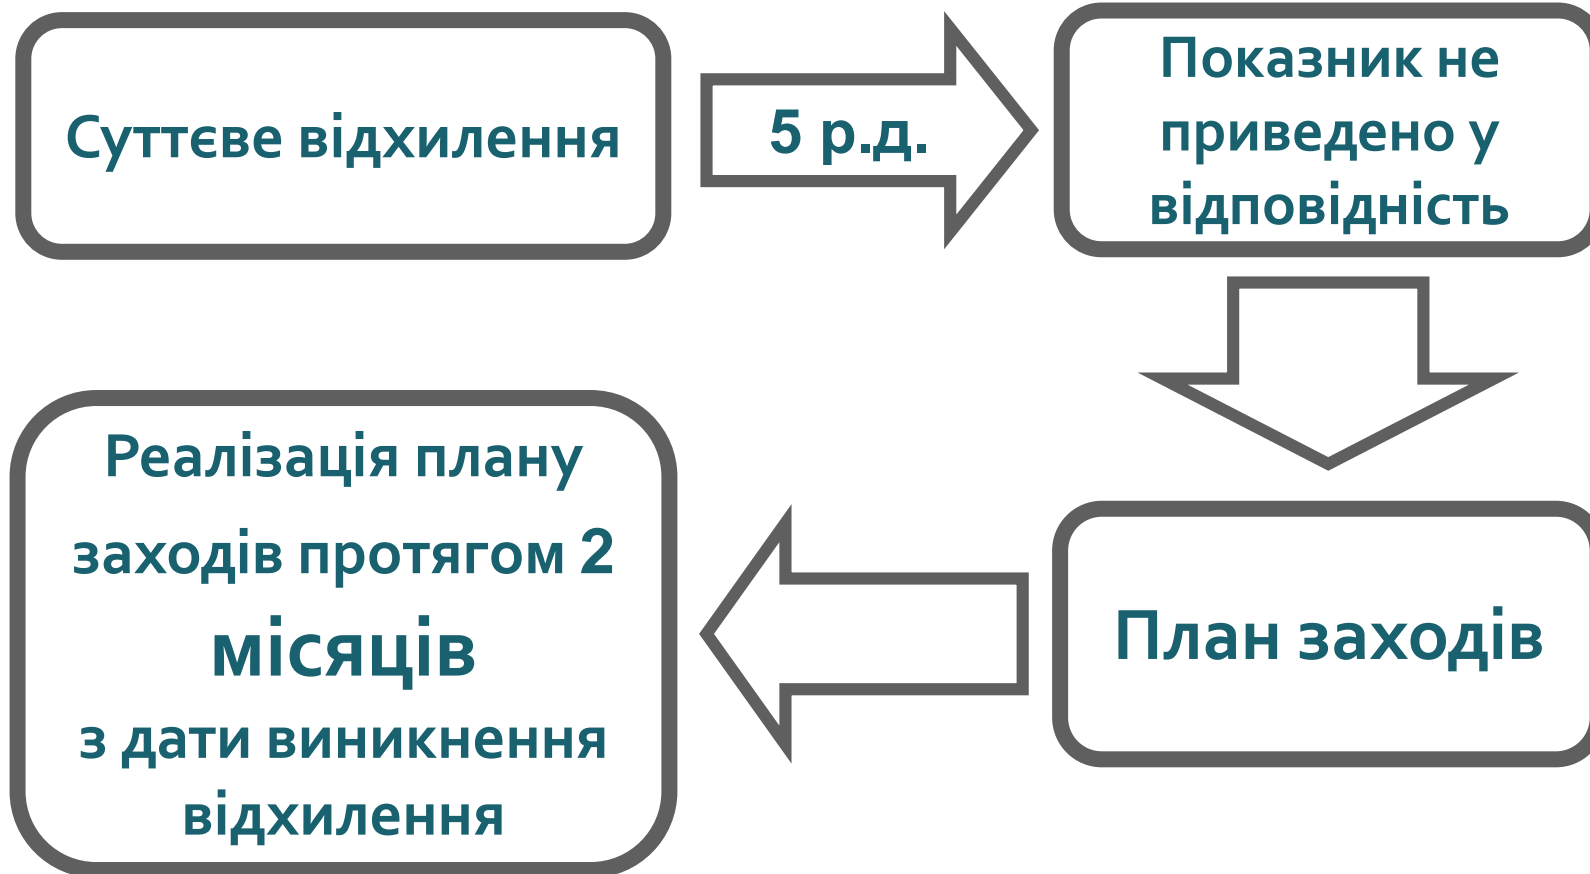 Суттєве відхилення
5 р.д.
Показник не
приведено у
відповідність
План заходів
Реалізація плану
заходів протягом 2
місяців
з дати виникнення
відхилення